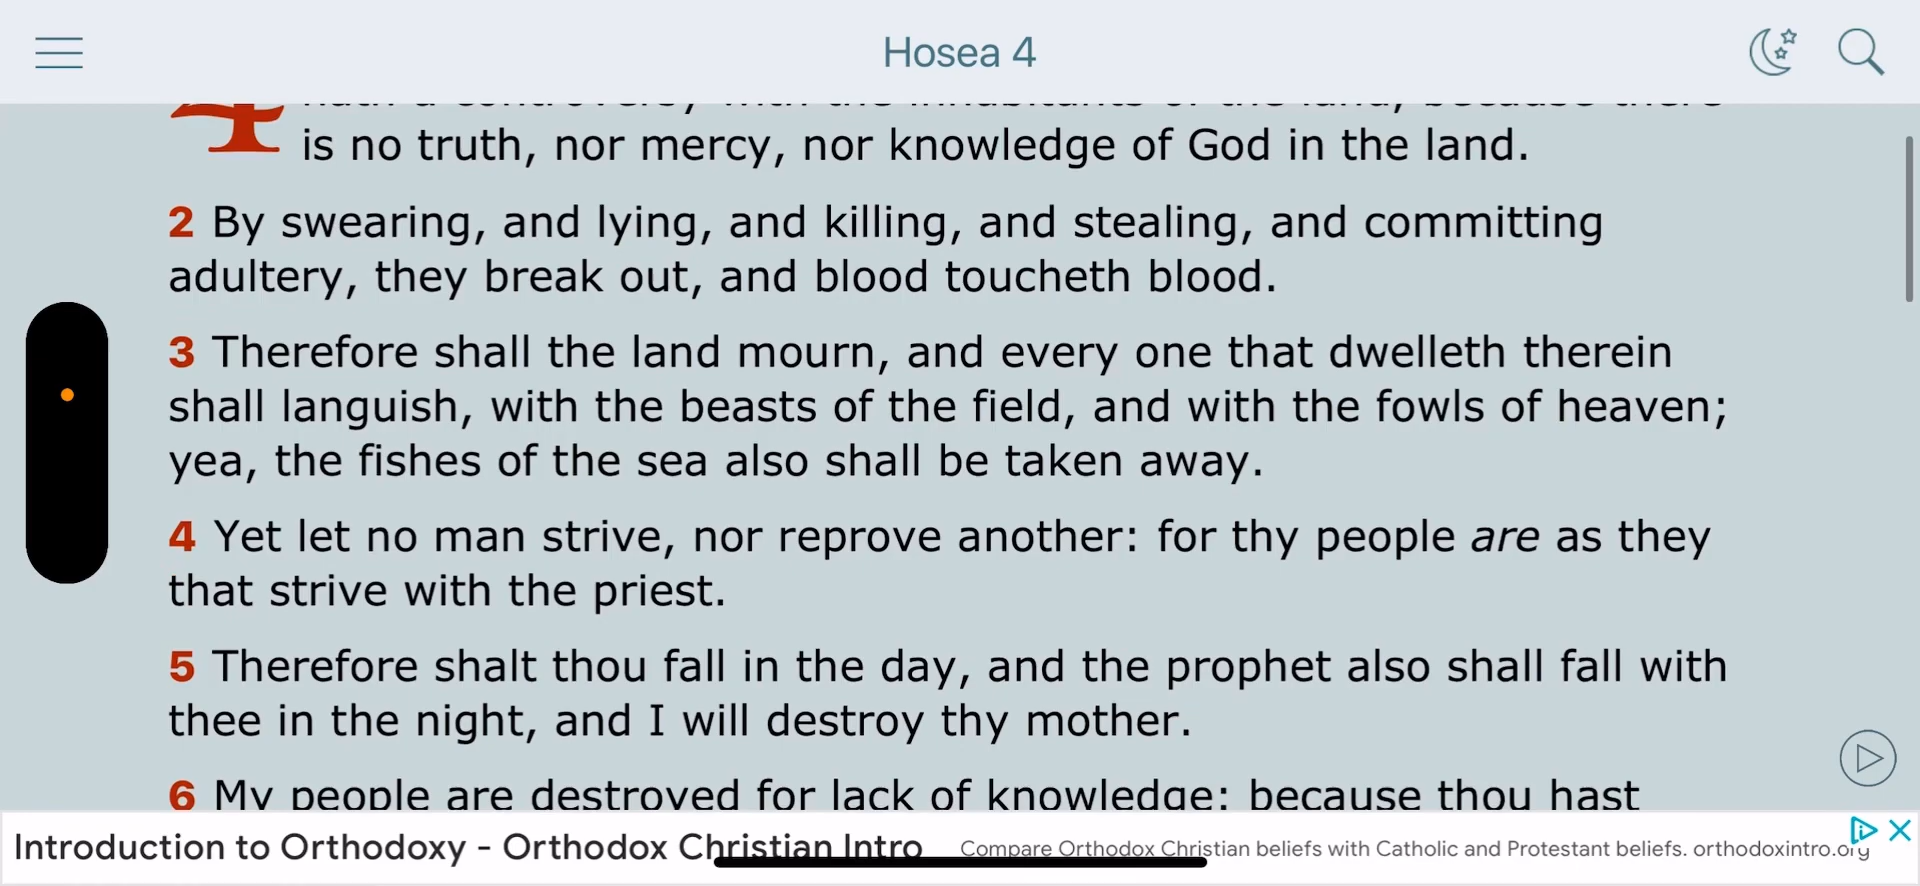 Hosea 4
is no truth, nor mercy, nor knowledge of God in the land.
2 By swearing, and lying, and killing, and stealing, and committing
adultery, they break out, and blood toucheth blood.
3 Therefore shall the land mourn, and every one that dwelleth therein
shall languish, with the beasts of the field, and with the fowls of heaven;
yea, the fishes of the sea also shall be taken away.
4 Yet let no man strive, nor reprove another: for thy people are as they
that strive with the priest.
5 Therefore shalt thou fall in the day, and the prophet also shall fall with
thee in the night, and I will destroy thy mother.
6 My people are destroyed for lack of knowledge: because thou hast
Introduction to Orthodoxy - Orthodox Christian Intro
Compare Orthodox Christian beliefs with Catholic and Protestant beliefs. orthodoxintro.org